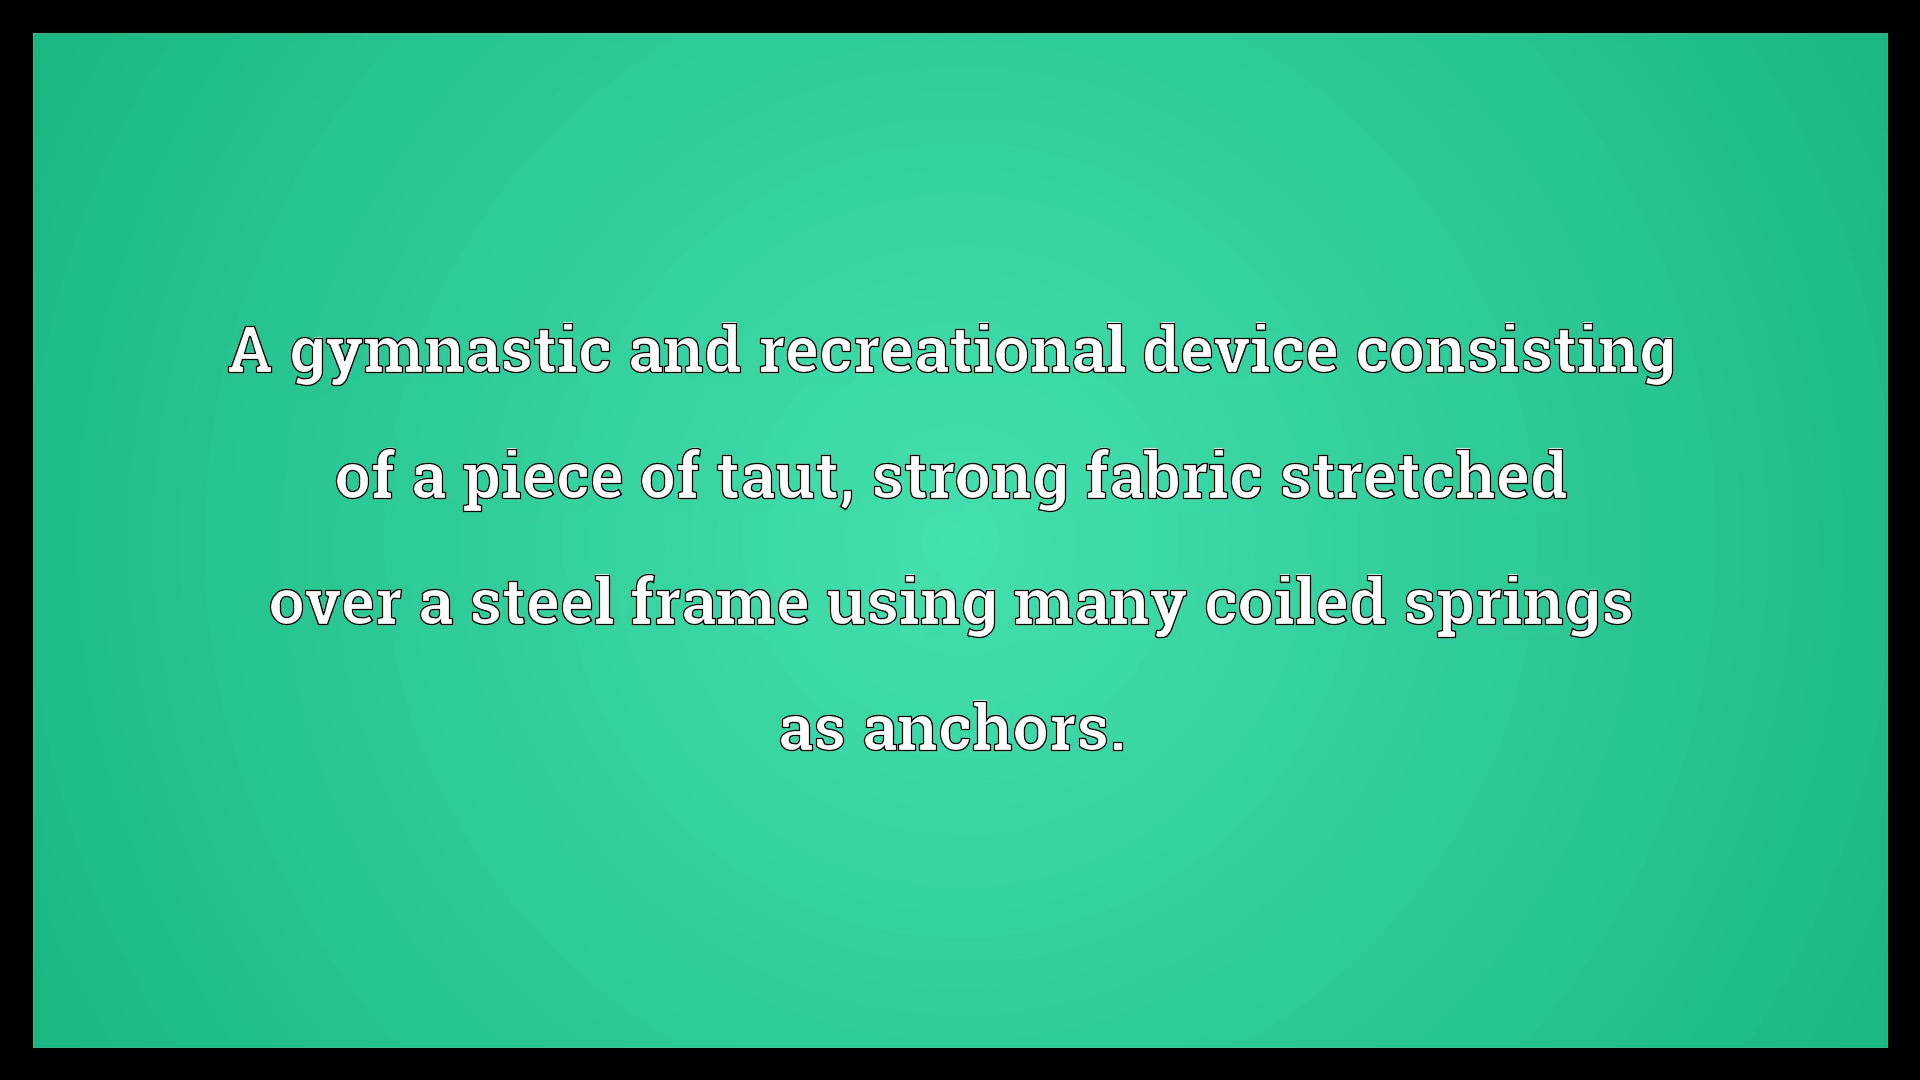 A gymnastic and recreational device consisting
of a piece of taut, strong fabric stretched
over a steel frame using many coiled springs
as anchors.